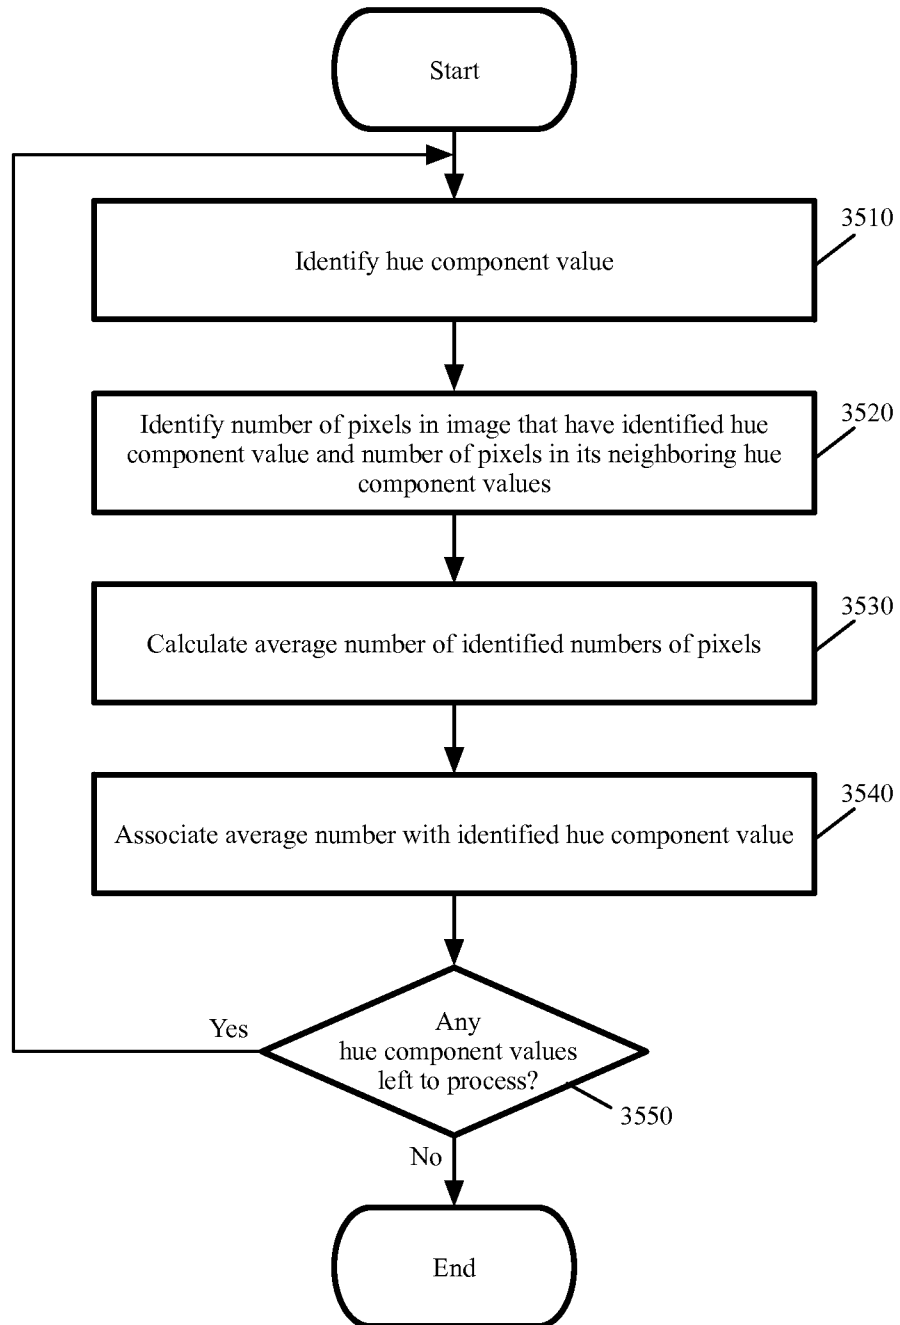 Start
3510
Identify hue component value
3520
Identify number of pixels in image that have identified hue
component value and number of pixels in its neighboring hue
component values
3530
Calculate average number of identified numbers of pixels
3540
Associate average number with identified hue component value
Yes
Any
hue component values
left to process?
3550
No
End